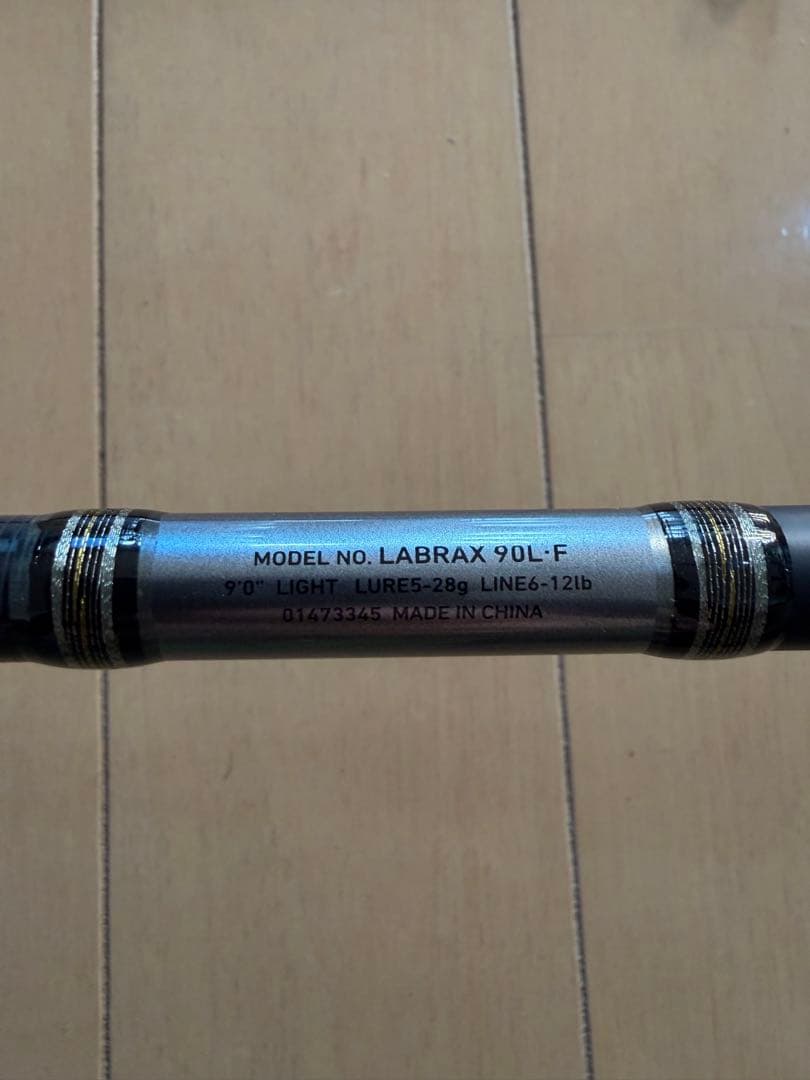 MODEL NO. LABRAX 90L·F
9'0" LIGHT LURE5-28g LINE6-12lb
01473345 MADE IN CHINA